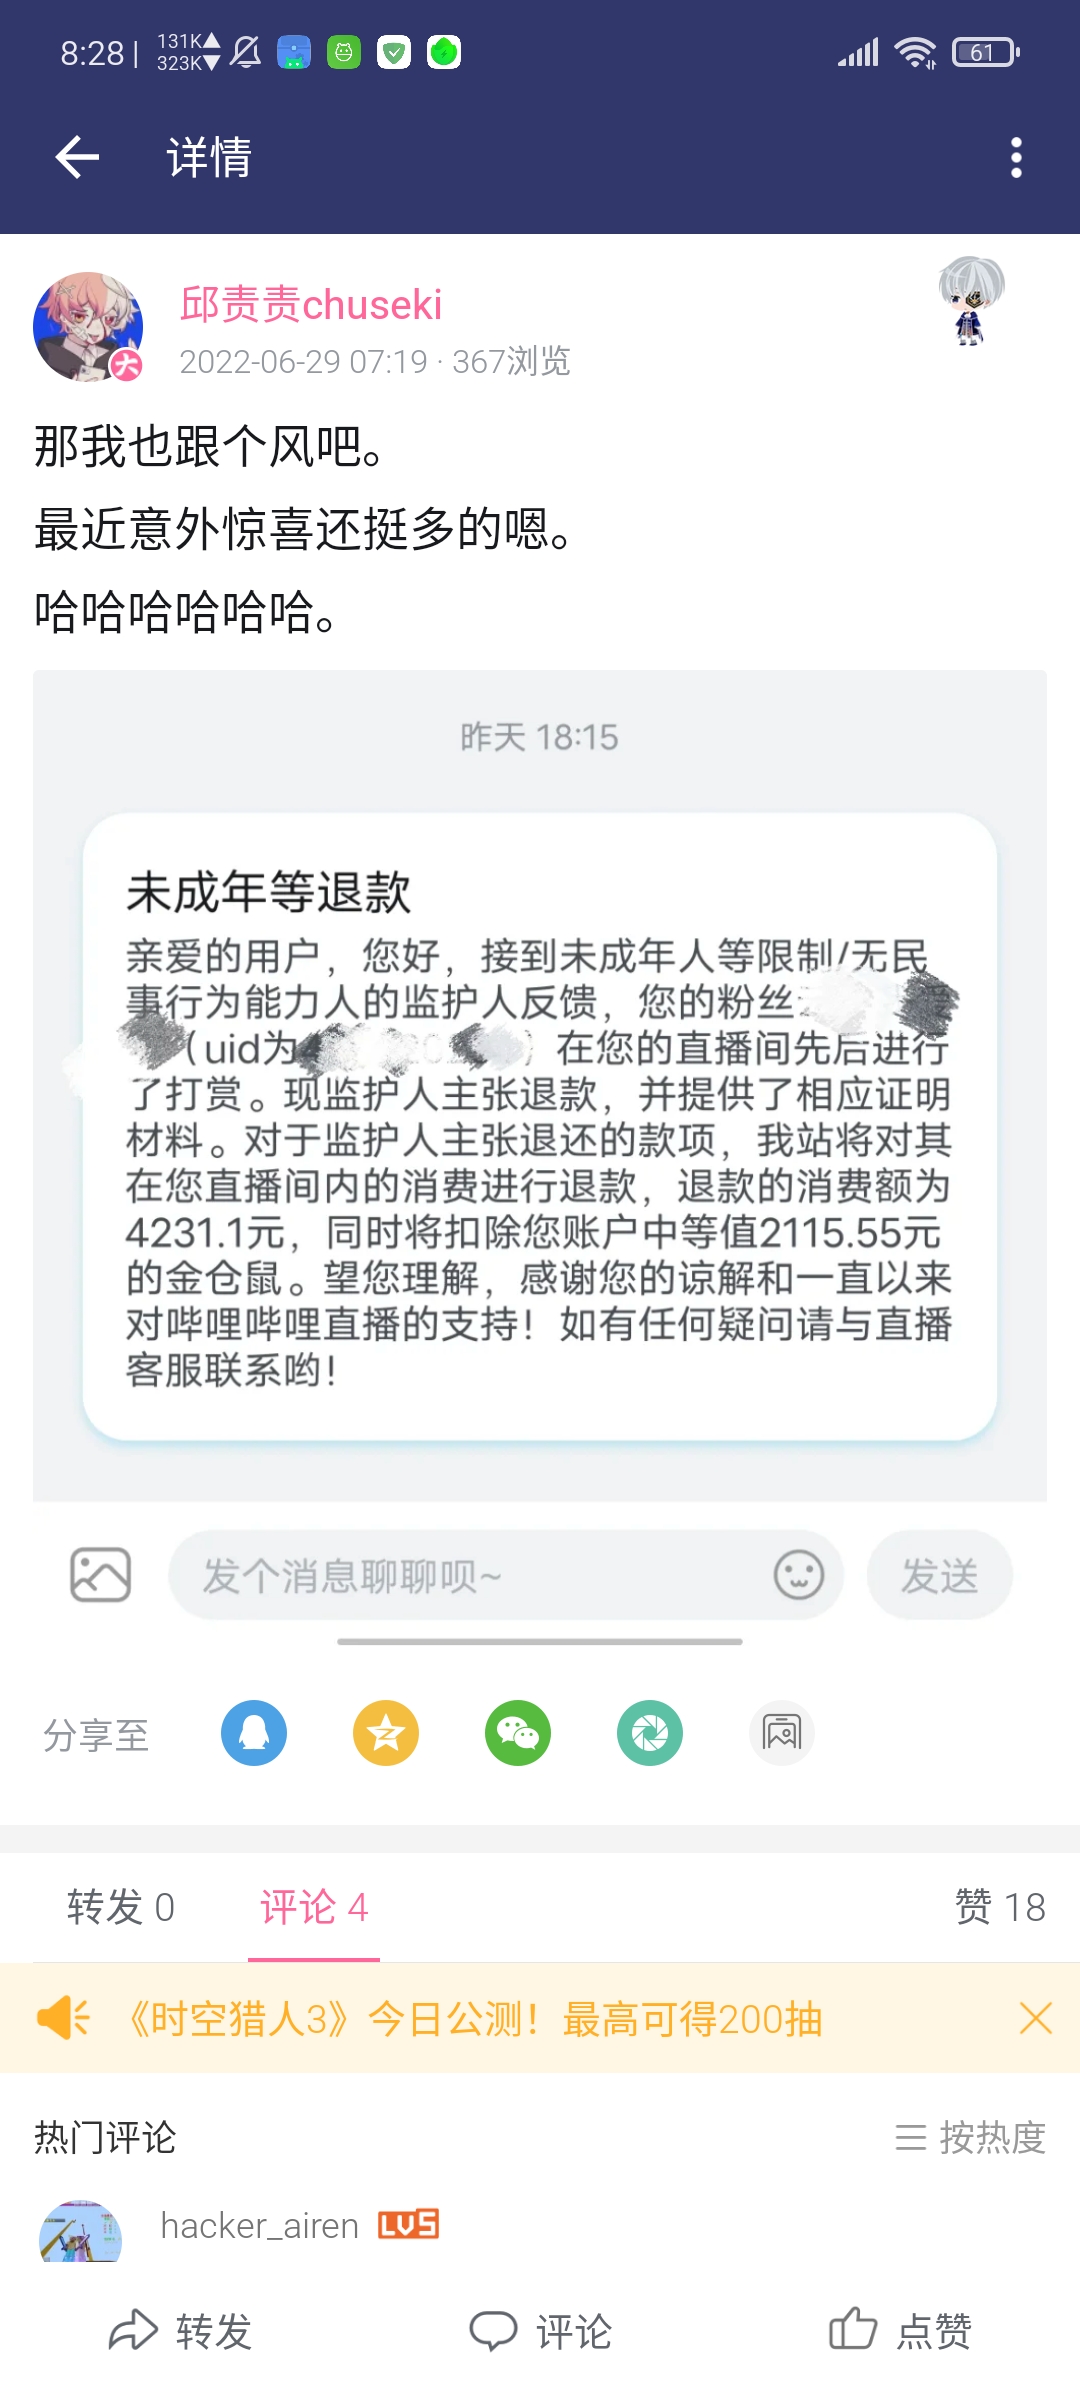 8:28
131K
323K
61
详情
邱责责chuseki
大
2022-06-29 07:19 · 367浏览
那我也跟个风吧。
最近意外惊喜还挺多的嗯。
哈哈哈哈哈哈。
昨天 18:15
未成年等退款
亲爱的用户，您好，接到未成年人等限制/无民
事行为能力人的监护人反馈，您的粉丝
（uid为 ）在您的直播间先后进行
了打赏。现监护人主张退款，并提供了相应证明
材料。对于监护人主张退还的款项，我站将对其
在您直播间内的消费进行退款，退款的消费额为
4231.1元，同时将扣除您账户中等值2115.55元
的金仓鼠。望您理解，感谢您的谅解和一直以来
对哔哩哔哩直播的支持！如有任何疑问请与直播
客服联系哟！
发个消息聊聊呗~
发送
分享至
转发 0
评论 4
赞 18
《时空猎人3》今日公测！最高可得200抽
热门评论
按热度
hacker_airen LV5
转发
评论
点赞